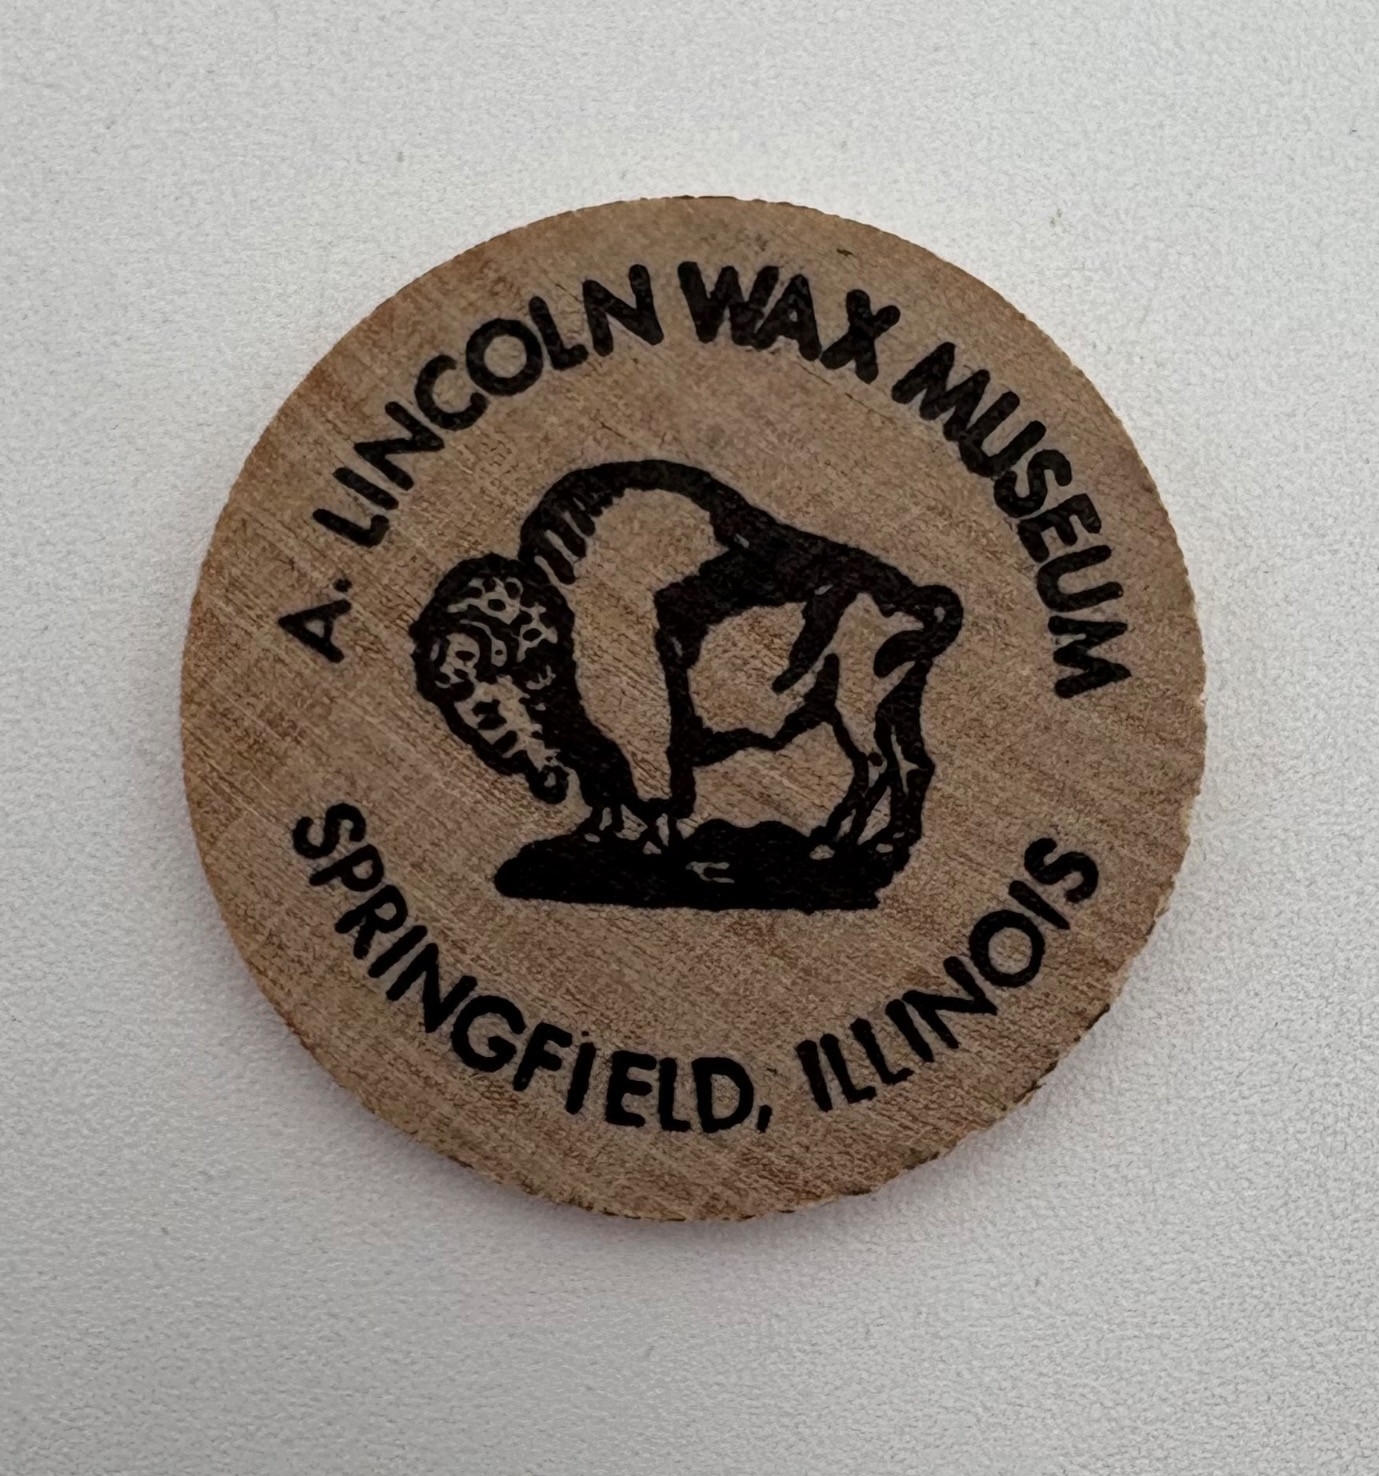 A. LINCOLN WAX MUSEUM
SPRINGFiELD, ILLINOIS